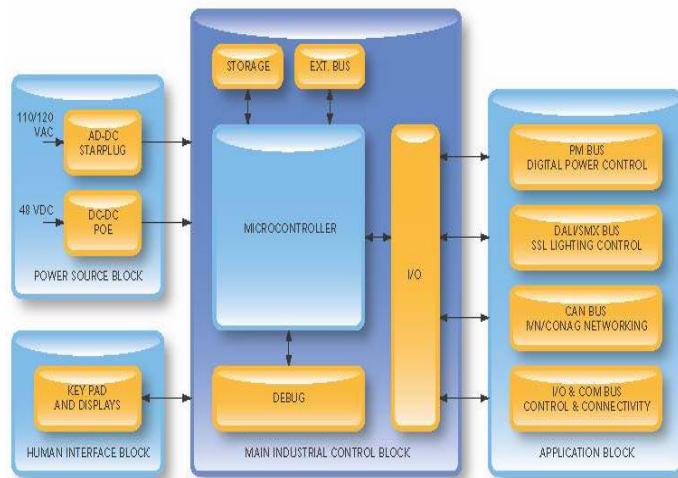 STORAGE
EXT. BUS
110/120
VAC
AD-DC
STARPLUG
48 VDC
DC-DC
POE
POWER SOURCE BLOCK
MICROCONTROLLER
I/O
DEBUG
MAIN INDUSTRIAL CONTROL BLOCK
KEY PAD
AND DISPLAYS
HUMAN INTERFACE BLOCK
PM BUS
DIGITAL POWER CONTROL
DALI/SMX BUS
SSL LIGHTING CONTROL
CAN BUS
IVN/CONAG NETWORKING
I/O & COM BUS
CONTROL & CONNECTIVITY
APPLICATION BLOCK